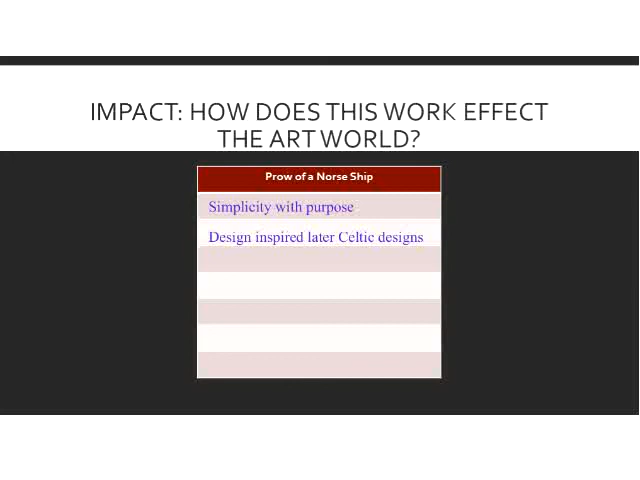 IMPACT: HOW DOES THIS WORK EFFECT
THE ART WORLD?
Prow of a Norse Ship
Simplicity with purpose
Design inspired later Celtic designs